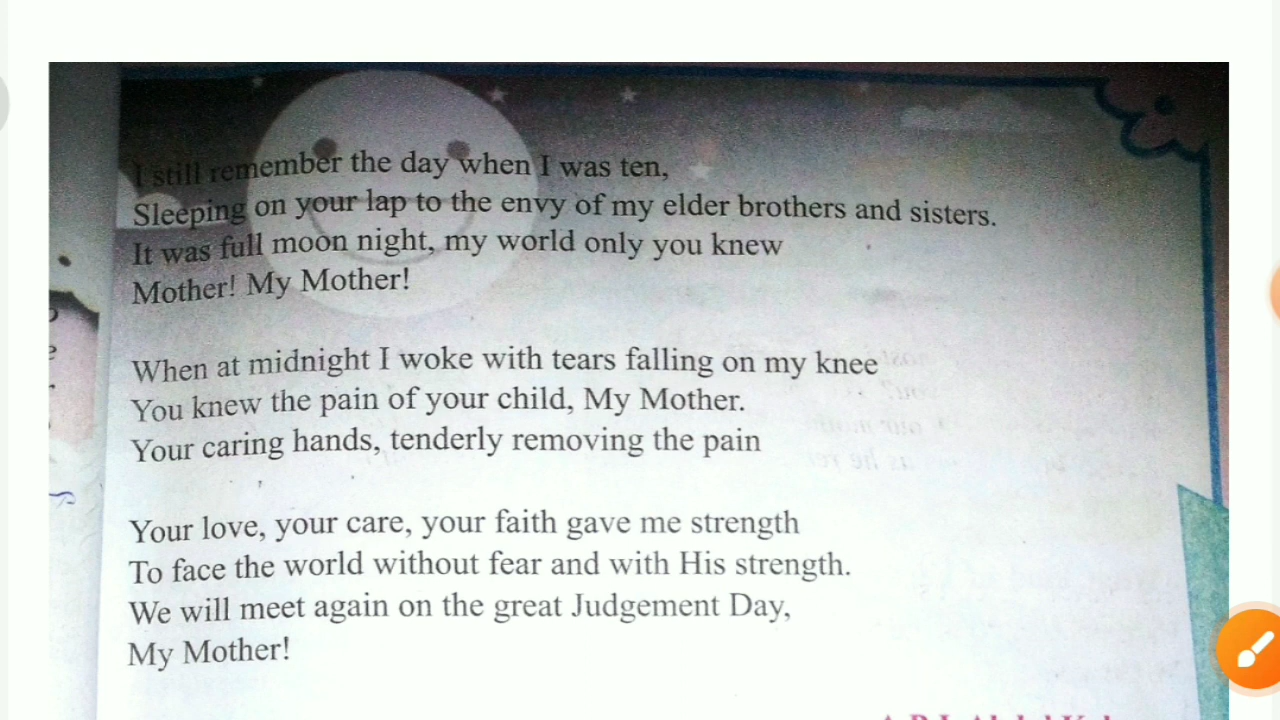 I still remember the day when I was ten,
Sleeping on your lap to the envy of my elder brothers and sisters.
It was full moon night, my world only you knew
Mother! My Mother!
When at midnight I woke with tears falling on my knee
You knew the pain of your child, My Mother.
Your caring hands, tenderly removing the pain
Your love, your care, your faith gave me strength
To face the world without fear and with His strength.
We will meet again on the great Judgement Day,
My Mother!